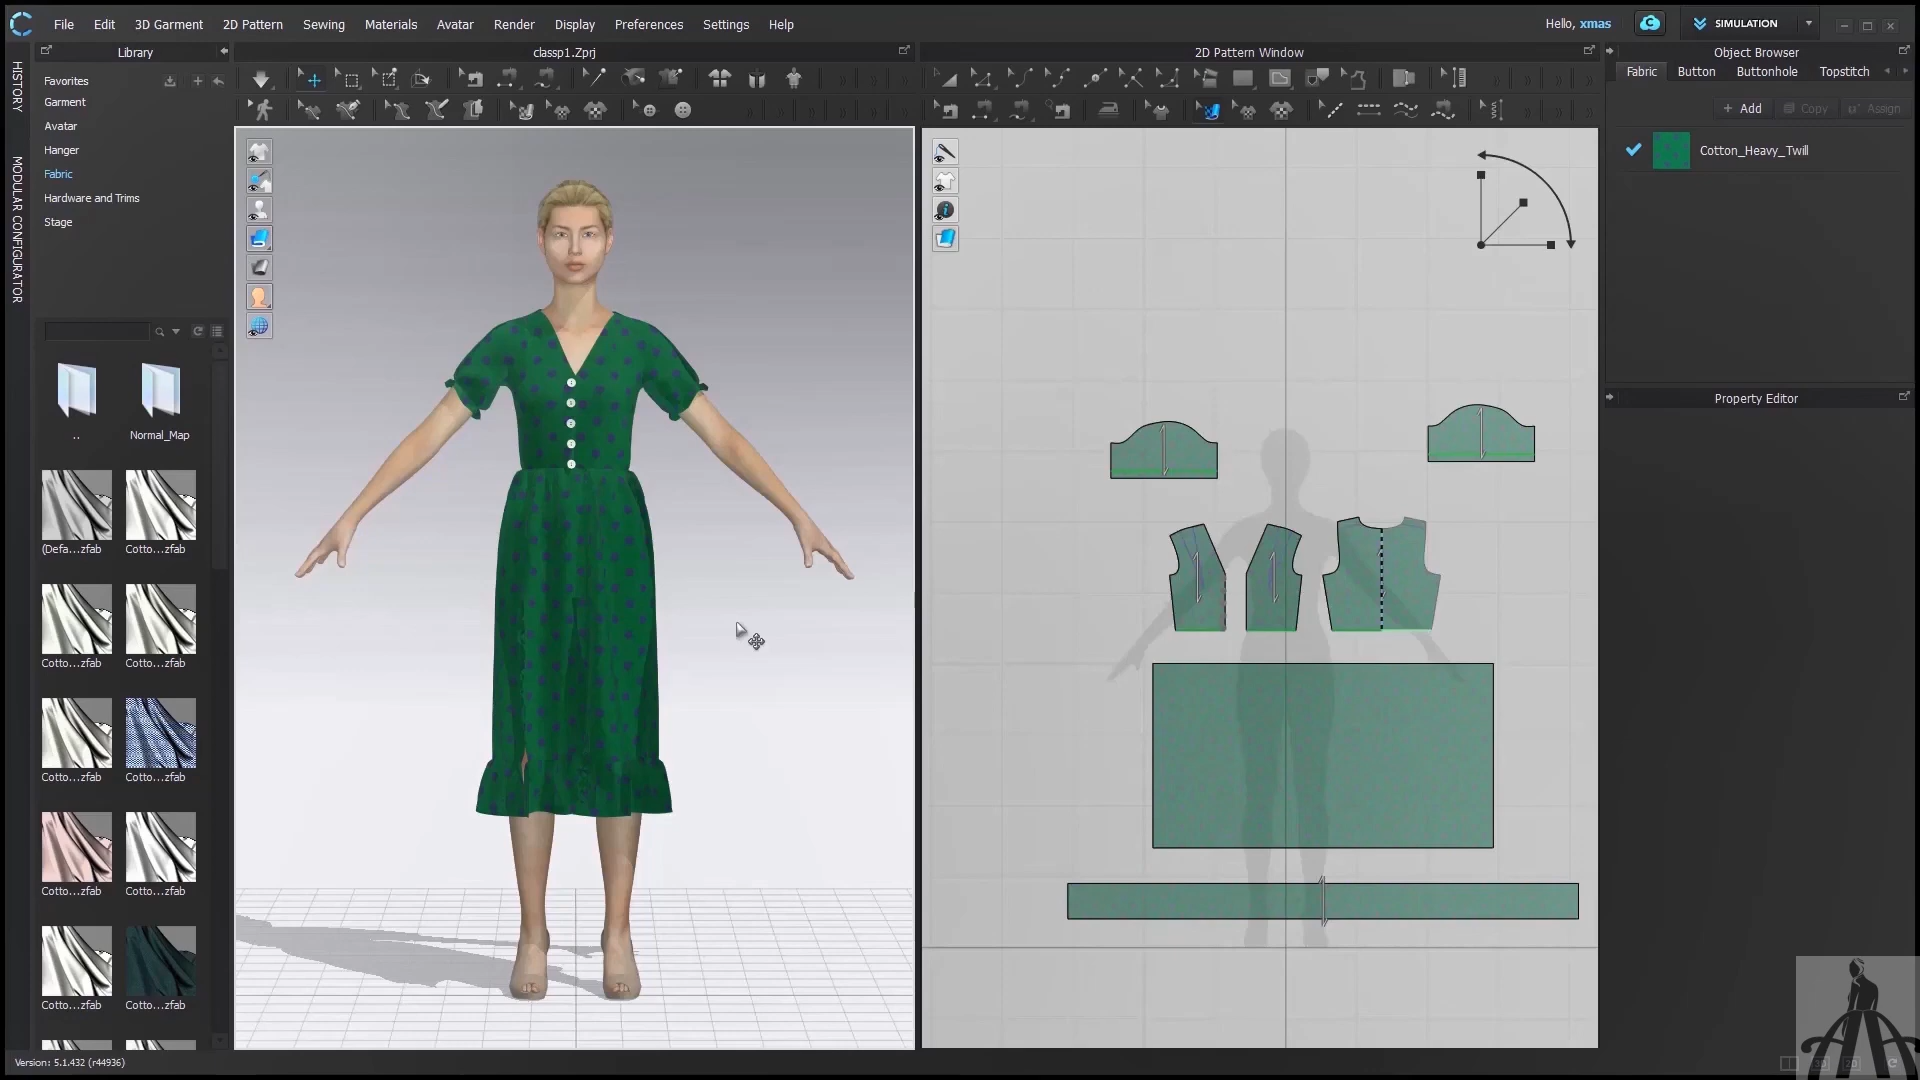 File Edit 3D Garment 2D Pattern Sewing Materials Avatar Render Display Preferences Settings Help
Hello, xmas
SIMULATION
HISTORY
MODULAR CONFIGURATOR
Library
Favorites
Garment
Avatar
Hanger
Fabric
Hardware and Trims
Stage
..
Normal_Map
(Defa...zfab
Cotto...zfab
Cotto...zfab
Cotto...zfab
Cotto...zfab
Cotto...zfab
Cotto...zfab
Cotto...zfab
Cotto...zfab
Cotto...zfab
classp1.Zprj
2D Pattern Window
Object Browser
Fabric Button Buttonhole Topstitch
+ Add Copy Assign
Cotton_Heavy_Twill
Property Editor
Version: 5.1.432 (r44936)
3D 2D